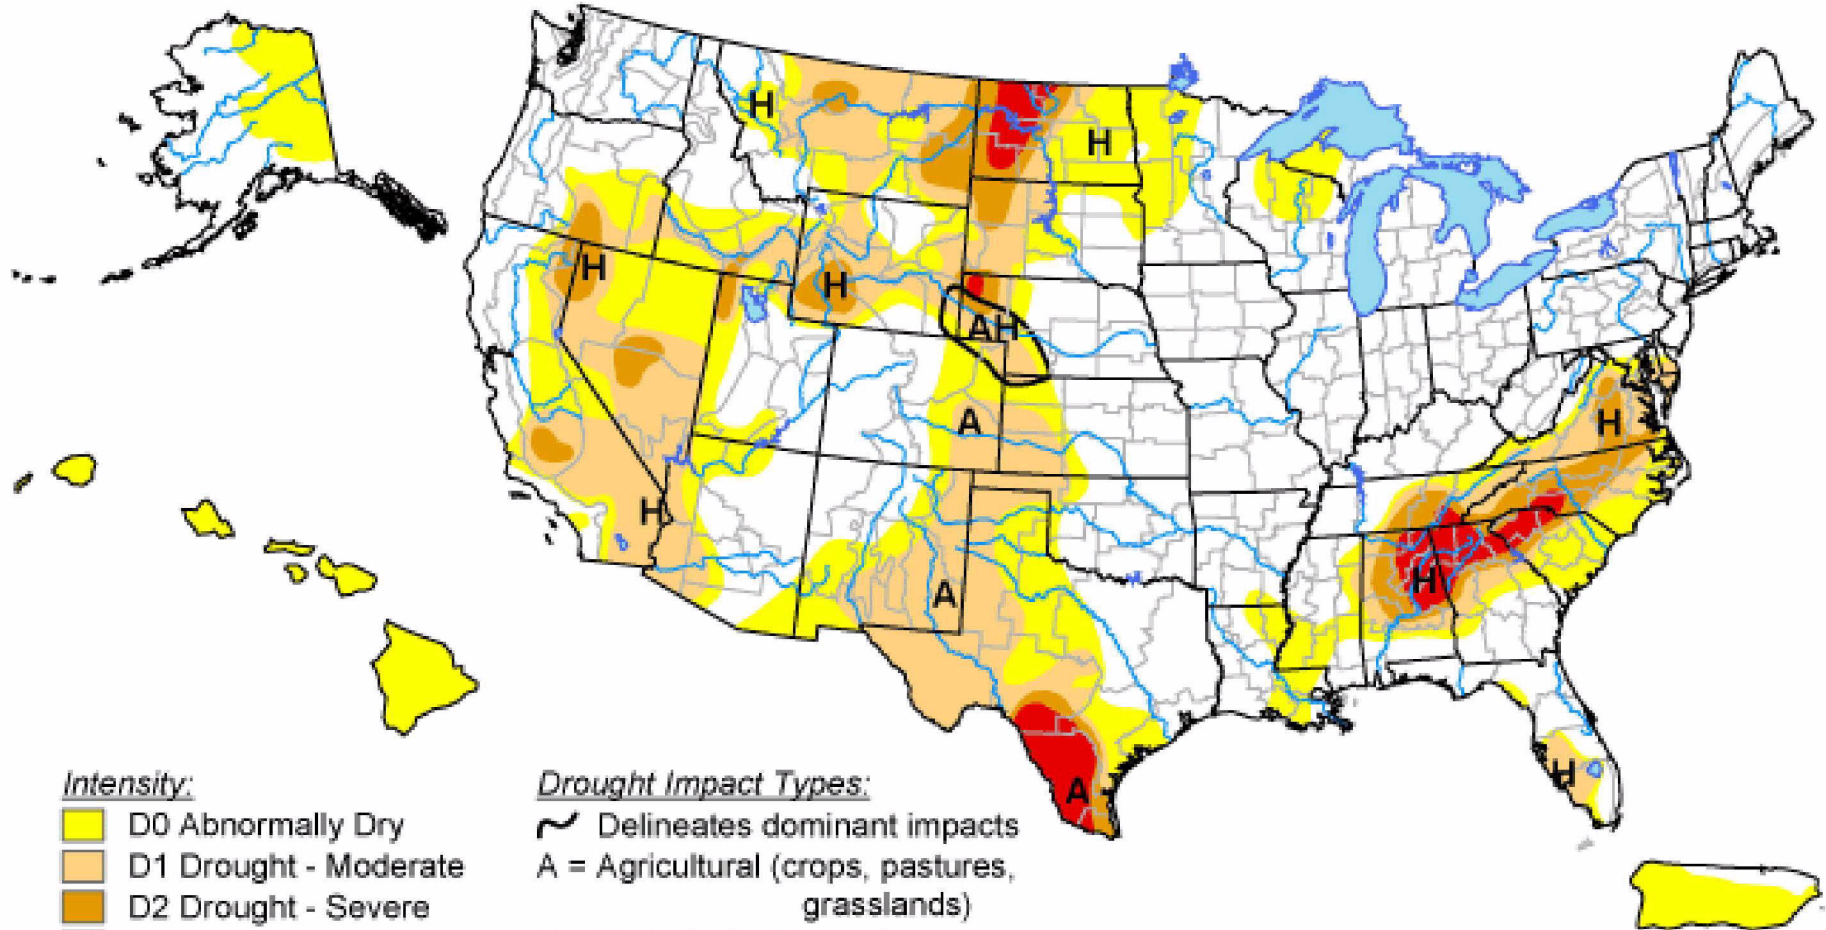 H
H
H
H
AH
A
H
H
H
A
A
H
Intensity:
D0 Abnormally Dry
D1 Drought - Moderate
D2 Drought - Severe
Drought Impact Types:
Delineates dominant impacts
A = Agricultural (crops, pastures,
grasslands)